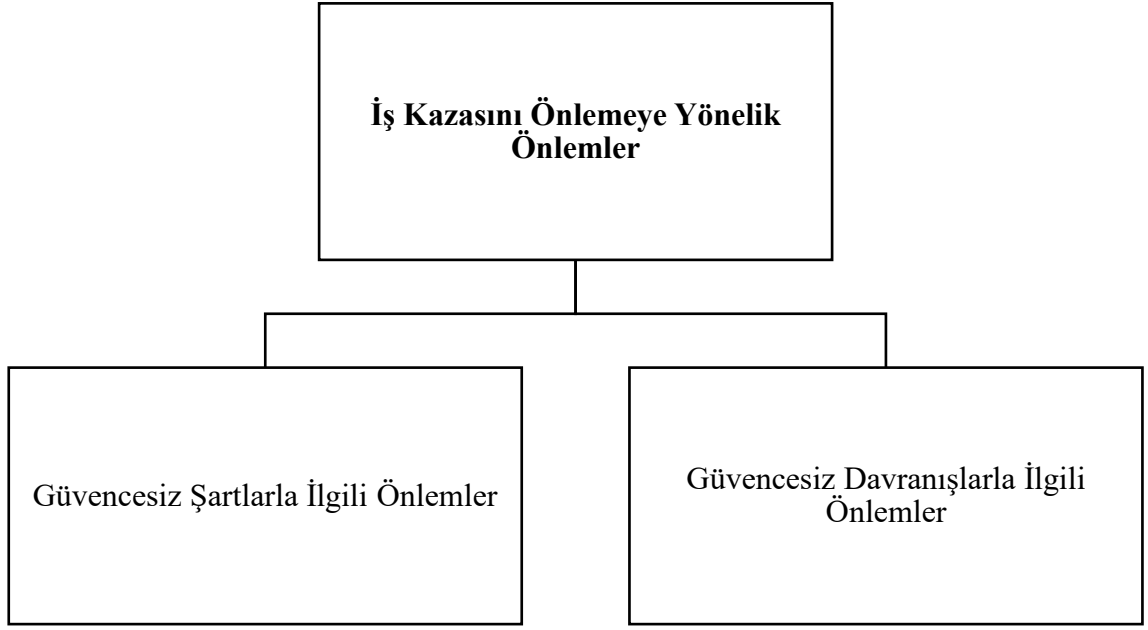 İş Kazasını Önlemeye Yönelik
Önlemler
Güvencesiz Şartlarla İlgili Önlemler
Güvencesiz Davranışlarla İlgili
Önlemler